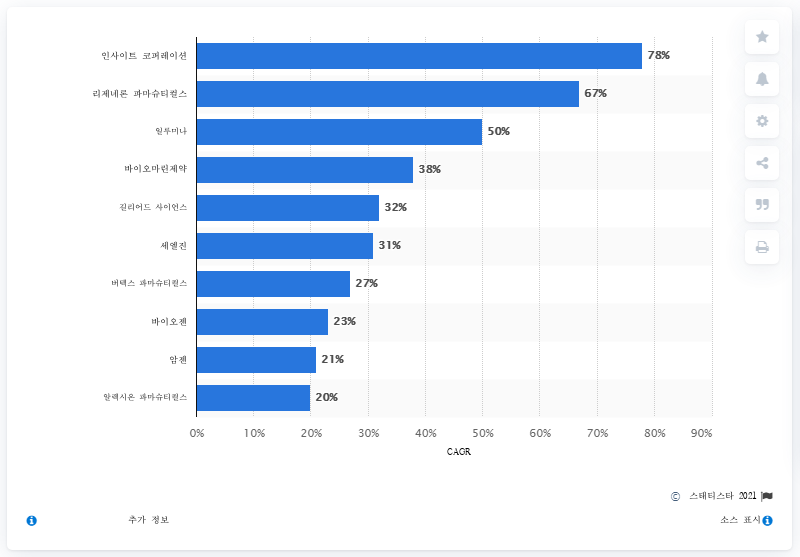 인사이트 코퍼레이션 78%
리제네론 파마슈티컬스 67%
일루미나 50%
바이오마린제약 38%
길리어드 사이언스 32%
세엘진 31%
버텍스 파마슈티컬스 27%
바이오젠 23%
암젠 21%
알렉시온 파마슈티컬스 20%
0% 10% 20% 30% 40% 50% 60% 70% 80% 90%
CAGR
© 스태티스타 2021
추가 정보 소스 표시